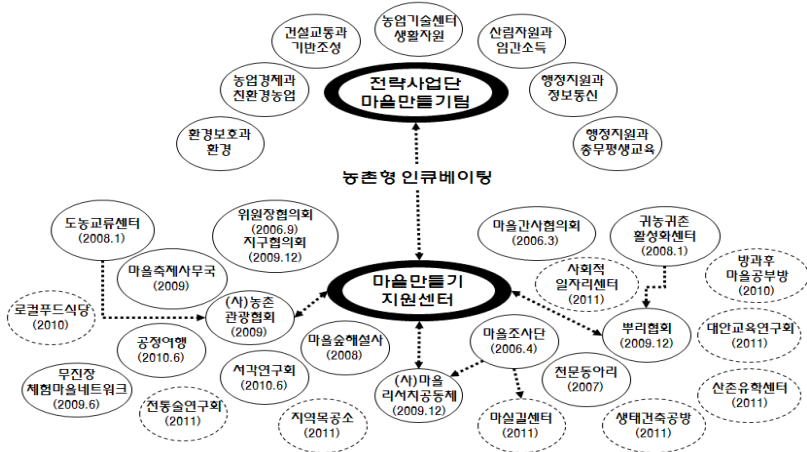 농업기술센터
생활자원
건설교통과
기반조성
산림자원과
임간소득
농업경제과
친환경농업
전략사업단
마을만들기팀
행정지원과
정보통신
환경보호과
환경
행정지원과
총무평생교육
농촌형 인큐베이팅
도농교류센터
(2008.1)
위원장협의회
(2006.9)
지구협의회
(2009.12)
마을간사협의회
(2006.3)
귀농귀촌
활성화센터
(2008.1)
마을축제사무국
(2009)
마을만들기
지원센터
사회적
일자리센터
(2011)
방과후
마을공부방
(2010)
로컬푸드식당
(2010)
(사)농촌
관광협회
(2009)
공정여행
(2010.6)
마을숲해설사
(2008)
마을조사단
(2006.4)
뿌리협회
(2009.12)
대안교육연구회
(2011)
무진장
체험마을네트워크
(2009.6)
서각연구회
(2010.6)
(사)마을
리서치공동체
(2009.12)
전문동아리
(2007)
산촌유학센터
(2011)
전통술연구회
(2011)
지역목공소
(2011)
마실길센터
(2011)
생태건축공방
(2011)